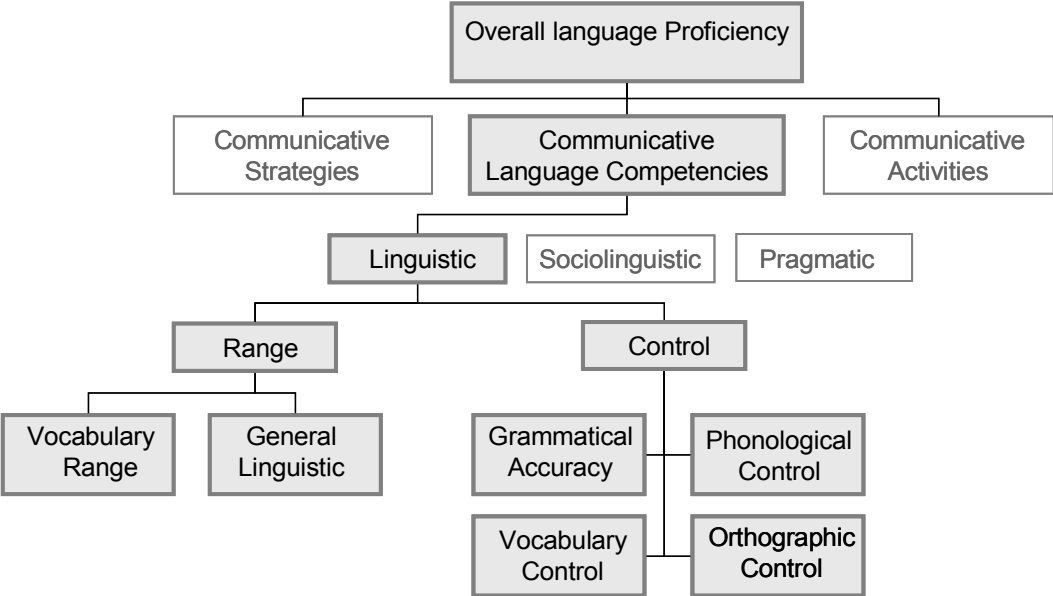 Overall language Proficiency
Communicative
Strategies
Communicative
Language Competencies
Communicative
Activities
Linguistic
Sociolinguistic
Pragmatic
Range
Control
Vocabulary
Range
General
Linguistic
Grammatical
Accuracy
Phonological
Control
Vocabulary
Control
Orthographic
Control